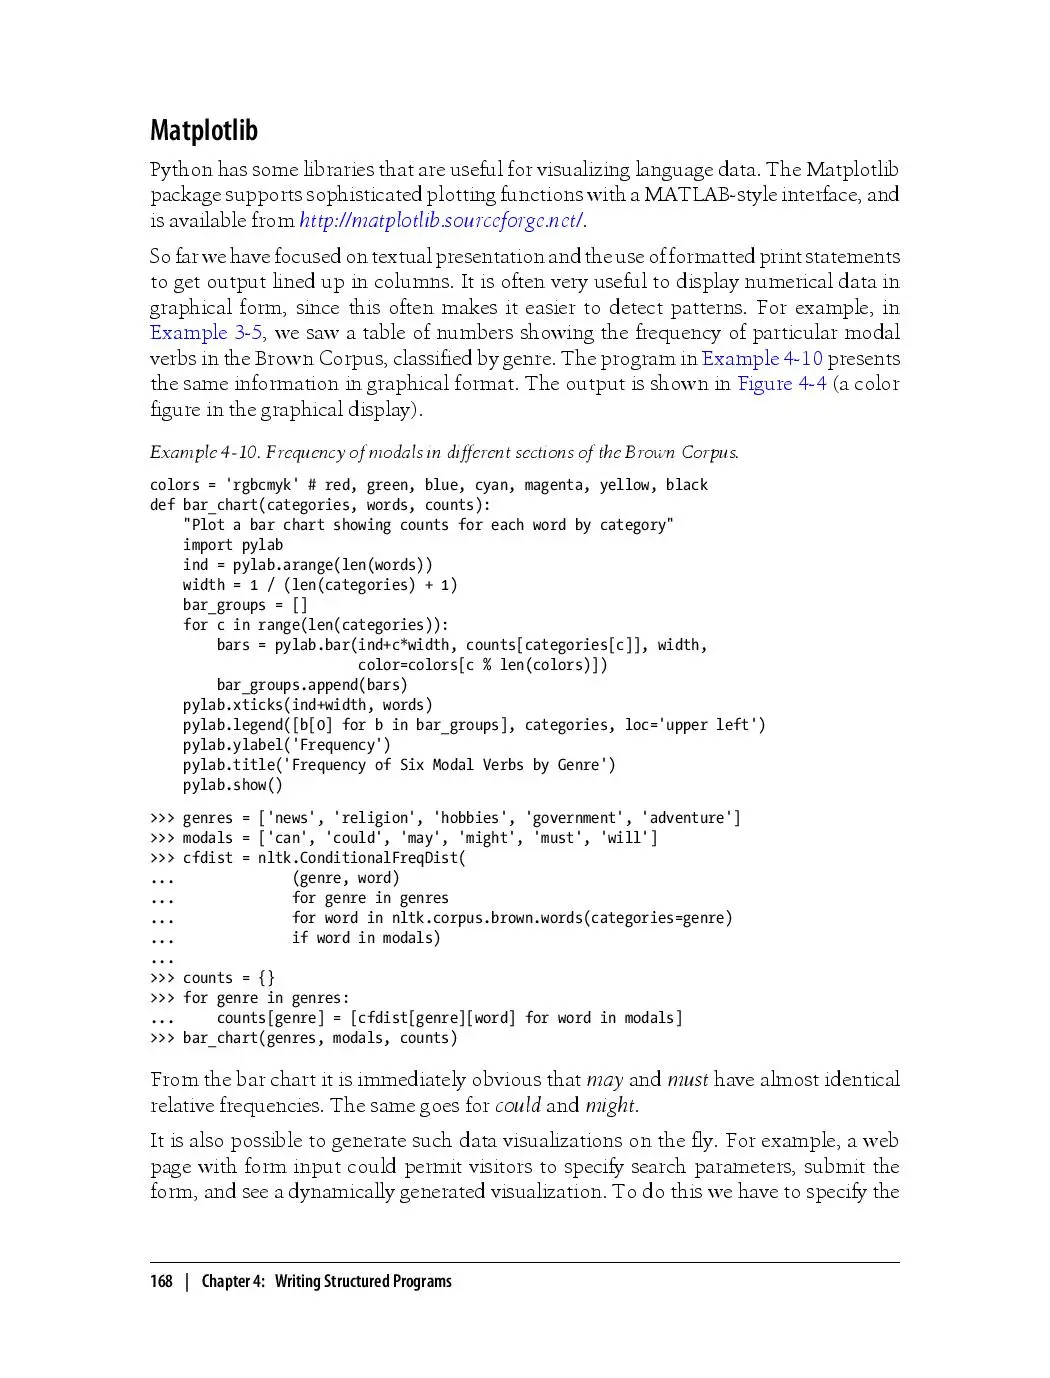 Matplotlib
Python has some libraries that are useful for visualizing language data. The Matplotlib
package supports sophisticated plotting functions with a MATLAB-style interface, and
is available from http://matplotlib.sourceforge.net/.
So far we have focused on textual presentation and the use of formatted print statements
to get output lined up in columns. It is often very useful to display numerical data in
graphical form, since this often makes it easier to detect patterns. For example, in
Example 3-5, we saw a table of numbers showing the frequency of particular modal
verbs in the Brown Corpus, classified by genre. The program in Example 4-10 presents
the same information in graphical format. The output is shown in Figure 4-4 (a color
figure in the graphical display).
Example 4-10. Frequency of modals in different sections of the Brown Corpus.
colors = 'rgbcmyk' # red, green, blue, cyan, magenta, yellow, black
def bar_chart(categories, words, counts):
    "Plot a bar chart showing counts for each word by category"
    import pylab
    ind = pylab.arange(len(words))
    width = 1 / (len(categories) + 1)
    bar_groups = []
    for c in range(len(categories)):
        bars = pylab.bar(ind+c*width, counts[categories[c]], width,
                         color=colors[c % len(colors)])
        bar_groups.append(bars)
    pylab.xticks(ind+width, words)
    pylab.legend([b[0] for b in bar_groups], categories, loc='upper left')
    pylab.ylabel('Frequency')
    pylab.title('Frequency of Six Modal Verbs by Genre')
    pylab.show()
>>> genres = ['news', 'religion', 'hobbies', 'government', 'adventure']
>>> modals = ['can', 'could', 'may', 'might', 'must', 'will']
>>> cfdist = nltk.ConditionalFreqDist(
...              (genre, word)
...              for genre in genres
...              for word in nltk.corpus.brown.words(categories=genre)
...              if word in modals)
...
>>> counts = {}
>>> for genre in genres:
...     counts[genre] = [cfdist[genre][word] for word in modals]
>>> bar_chart(genres, modals, counts)
From the bar chart it is immediately obvious that may and must have almost identical
relative frequencies. The same goes for could and might.
It is also possible to generate such data visualizations on the fly. For example, a web
page with form input could permit visitors to specify search parameters, submit the
form, and see a dynamically generated visualization. To do this we have to specify the
168 | Chapter 4: Writing Structured Programs